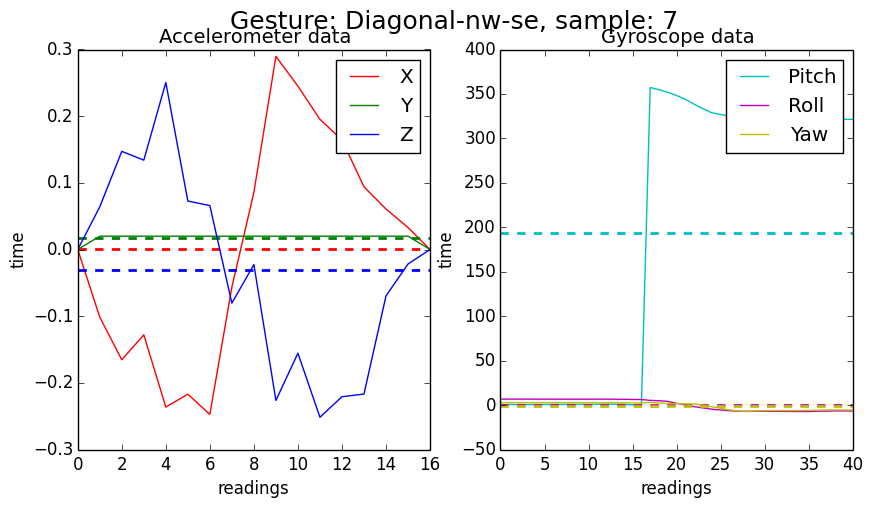 Gesture: Diagonal-nw-se, sample: 7
Accelerometer data
Gyroscope data
0.3
0.2
0.1
0.0
−0.1
−0.2
−0.3
time
0 2 4 6 8 10 12 14 16
readings
X
Y
Z
400
350
300
250
200
150
100
50
0
−50
time
0 5 10 15 20 25 30 35 40
readings
Pitch
Roll
Yaw